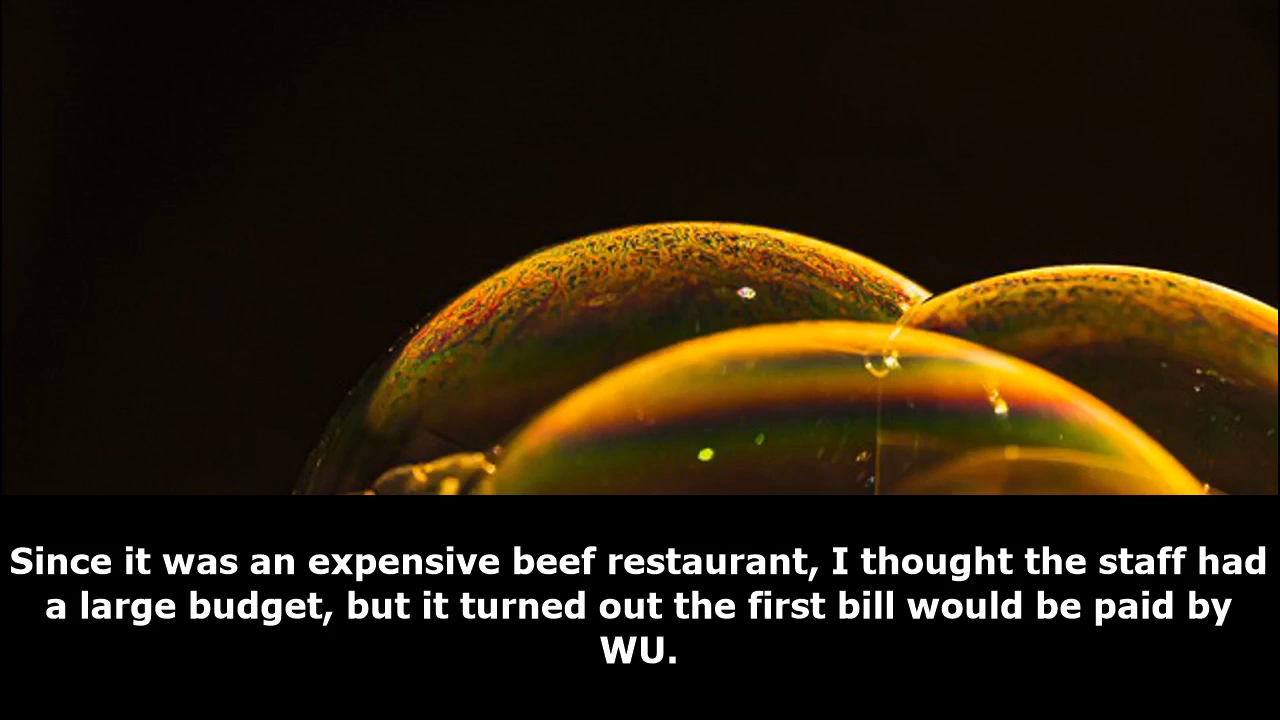 Since it was an expensive beef restaurant, I thought the staff had
a large budget, but it turned out the first bill would be paid by
WU.